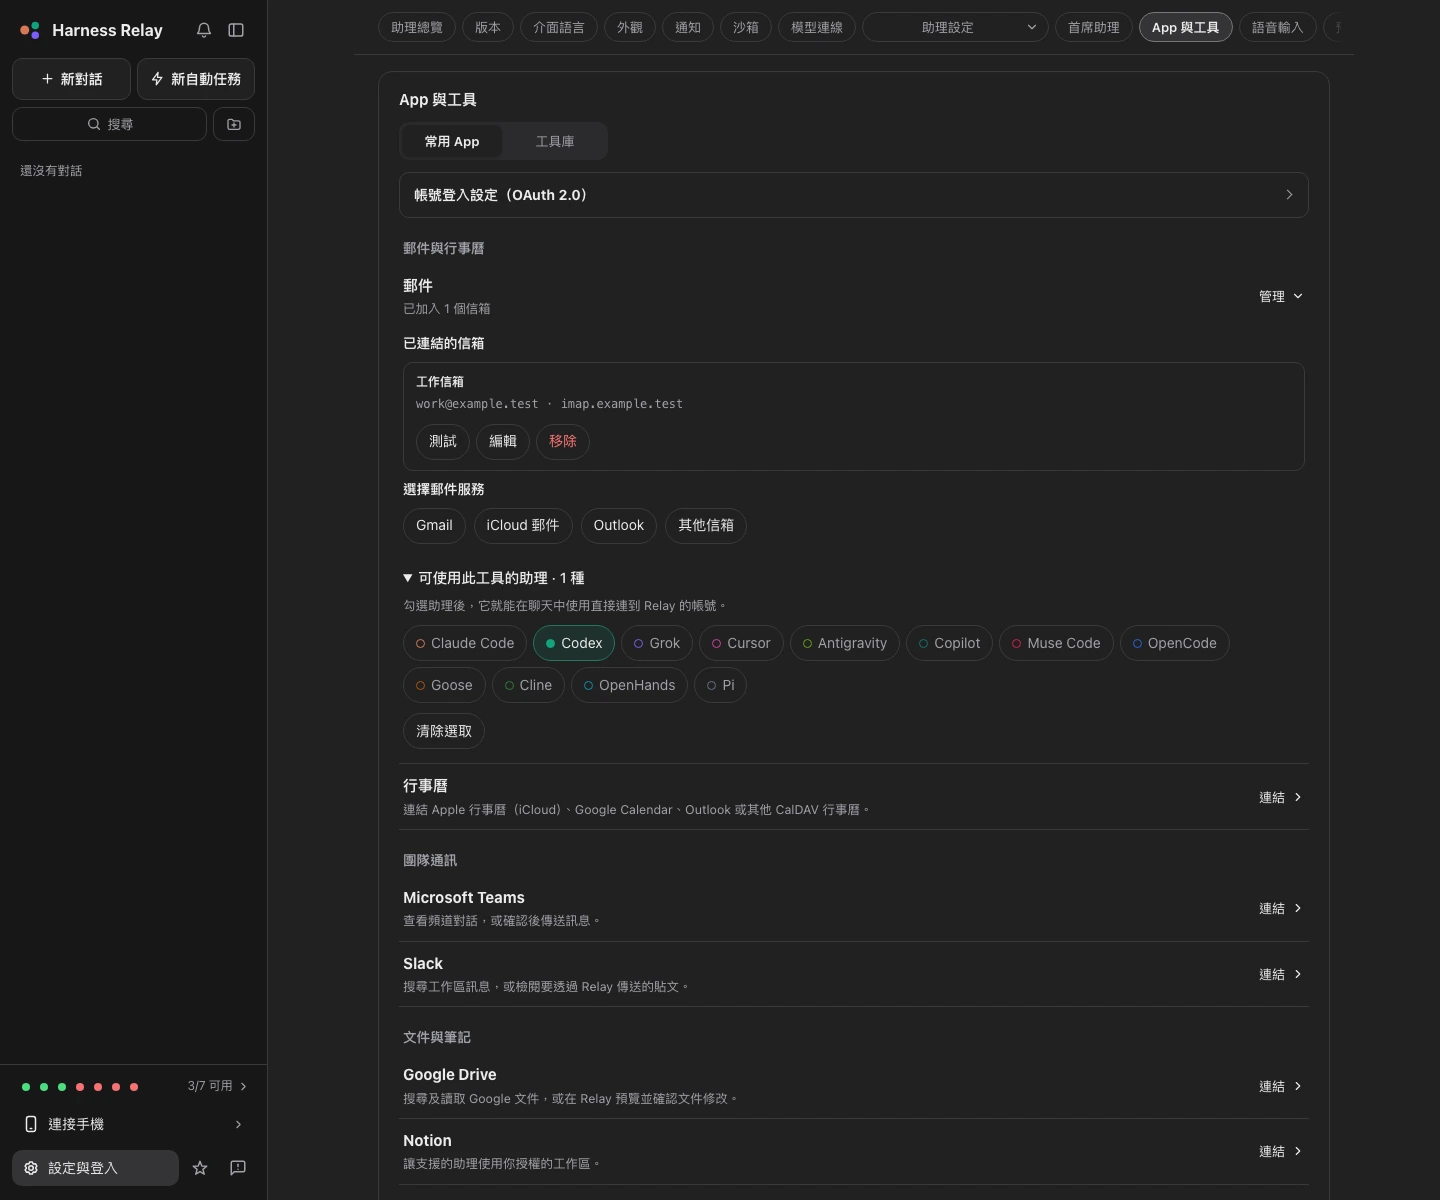 Harness Relay
新對話
新自動任務
搜尋
還沒有對話
3/7 可用
連接手機
設定與登入
助理總覽
版本
介面語言
外觀
通知
沙箱
模型連線
助理設定
首席助理
App 與工具
語音輸入
App 與工具
常用 App
工具庫
帳號登入設定（OAuth 2.0）
郵件與行事曆
郵件
已加入 1 個信箱
管理
已連結的信箱
工作信箱
work@example.test · imap.example.test
測試
編輯
移除
選擇郵件服務
Gmail
iCloud 郵件
Outlook
其他信箱
▼ 可使用此工具的助理 · 1 種
勾選助理後，它就能在聊天中使用直接連到 Relay 的帳號。
Claude Code
Codex
Grok
Cursor
Antigravity
Copilot
Muse Code
OpenCode
Goose
Cline
OpenHands
Pi
清除選取
行事曆
連結 Apple 行事曆（iCloud）、Google Calendar、Outlook 或其他 CalDAV 行事曆。
連結
團隊通訊
Microsoft Teams
查看頻道對話，或確認後傳送訊息。
連結
Slack
搜尋工作區訊息，或檢閱要透過 Relay 傳送的貼文。
連結
文件與筆記
Google Drive
搜尋及讀取 Google 文件，或在 Relay 預覽並確認文件修改。
連結
Notion
讓支援的助理使用你授權的工作區。
連結